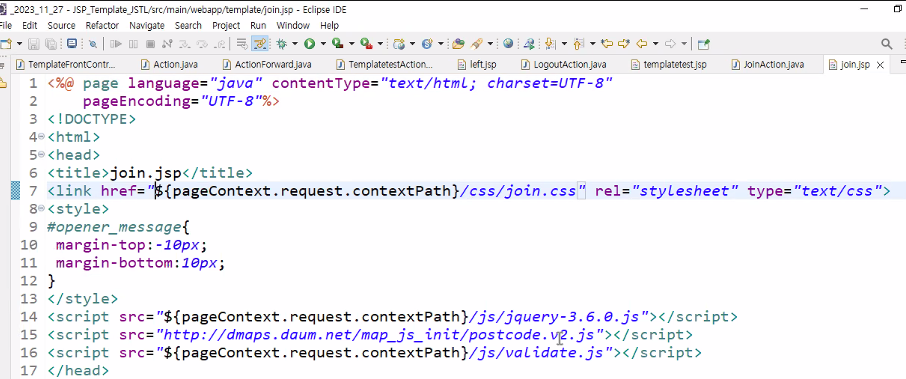 _2023_11_27 - JSP_Template_JSTL/src/main/webapp/template/join.jsp - Eclipse IDE
File Edit Source Refactor Navigate Search Project Run Window Help
TemplateFrontContr... Action.java ActionForward.java TemplatetestAction... left.jsp LogoutAction.java templatetest.jsp JoinAction.java join.jsp
1 <%@ page language="java" contentType="text/html; charset=UTF-8"
2 pageEncoding="UTF-8"%>
3 <!DOCTYPE>
4 <html>
5 <head>
6 <title>join.jsp</title>
7 <link href="${pageContext.request.contextPath}/css/join.css" rel="stylesheet" type="text/css">
8 <style>
9 #opener_message{
10 margin-top:-10px;
11 margin-bottom:10px;
12 }
13 </style>
14 <script src="${pageContext.request.contextPath}/js/jquery-3.6.0.js"></script>
15 <script src="http://dmaps.daum.net/map_js_init/postcode.v2.js"></script>
16 <script src="${pageContext.request.contextPath}/js/validate.js"></script>
17 </head>